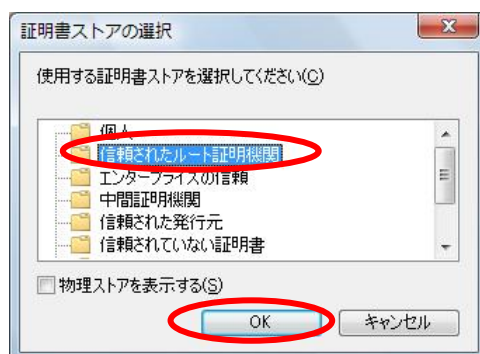 証明書ストアの選択
使用する証明書ストアを選択してください(C)
個人
信頼されたルート証明機関
エンタープライズの信頼
中間証明機関
信頼された発行元
信頼されていない証明書
物理ストアを表示する(S)
OK
キャンセル